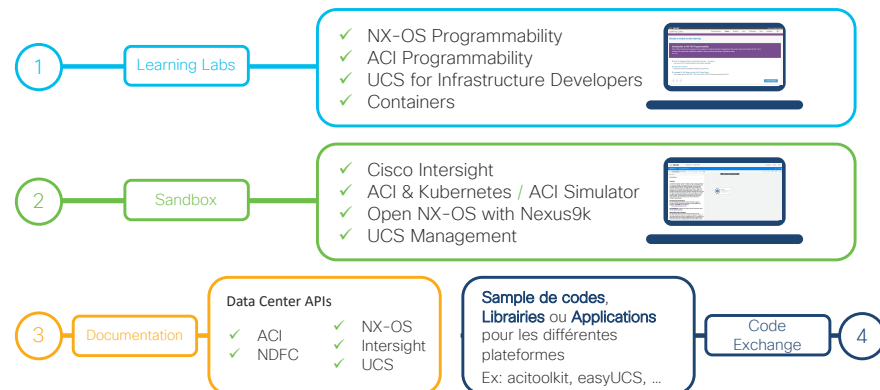 1
Learning Labs
NX-OS Programmability
ACI Programmability
UCS for Infrastructure Developers
Containers
2
Sandbox
Cisco Intersight
ACI & Kubernetes / ACI Simulator
Open NX-OS with Nexus9k
UCS Management
3
Documentation
Data Center APIs
ACI
NDFC
NX-OS
Intersight
UCS
Sample de codes,
Librairies ou Applications
pour les différentes
plateformes
Ex: acitoolkit, easyUCS, ...
Code
Exchange
4